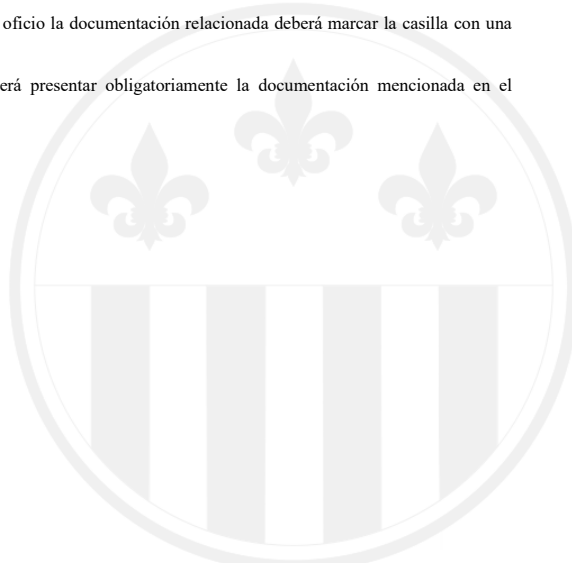 oficio la documentación relacionada deberá marcar la casilla con una
erá presentar obligatoriamente la documentación mencionada en el